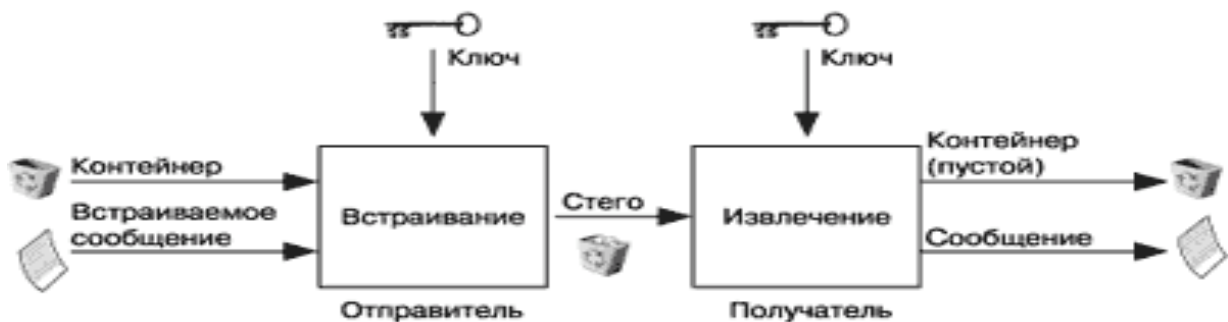 Ключ
Ключ
Контейнер
Встраиваемое
сообщение
Встраивание
Отправитель
Стего
Извлечение
Получатель
Контейнер
(пустой)
Сообщение